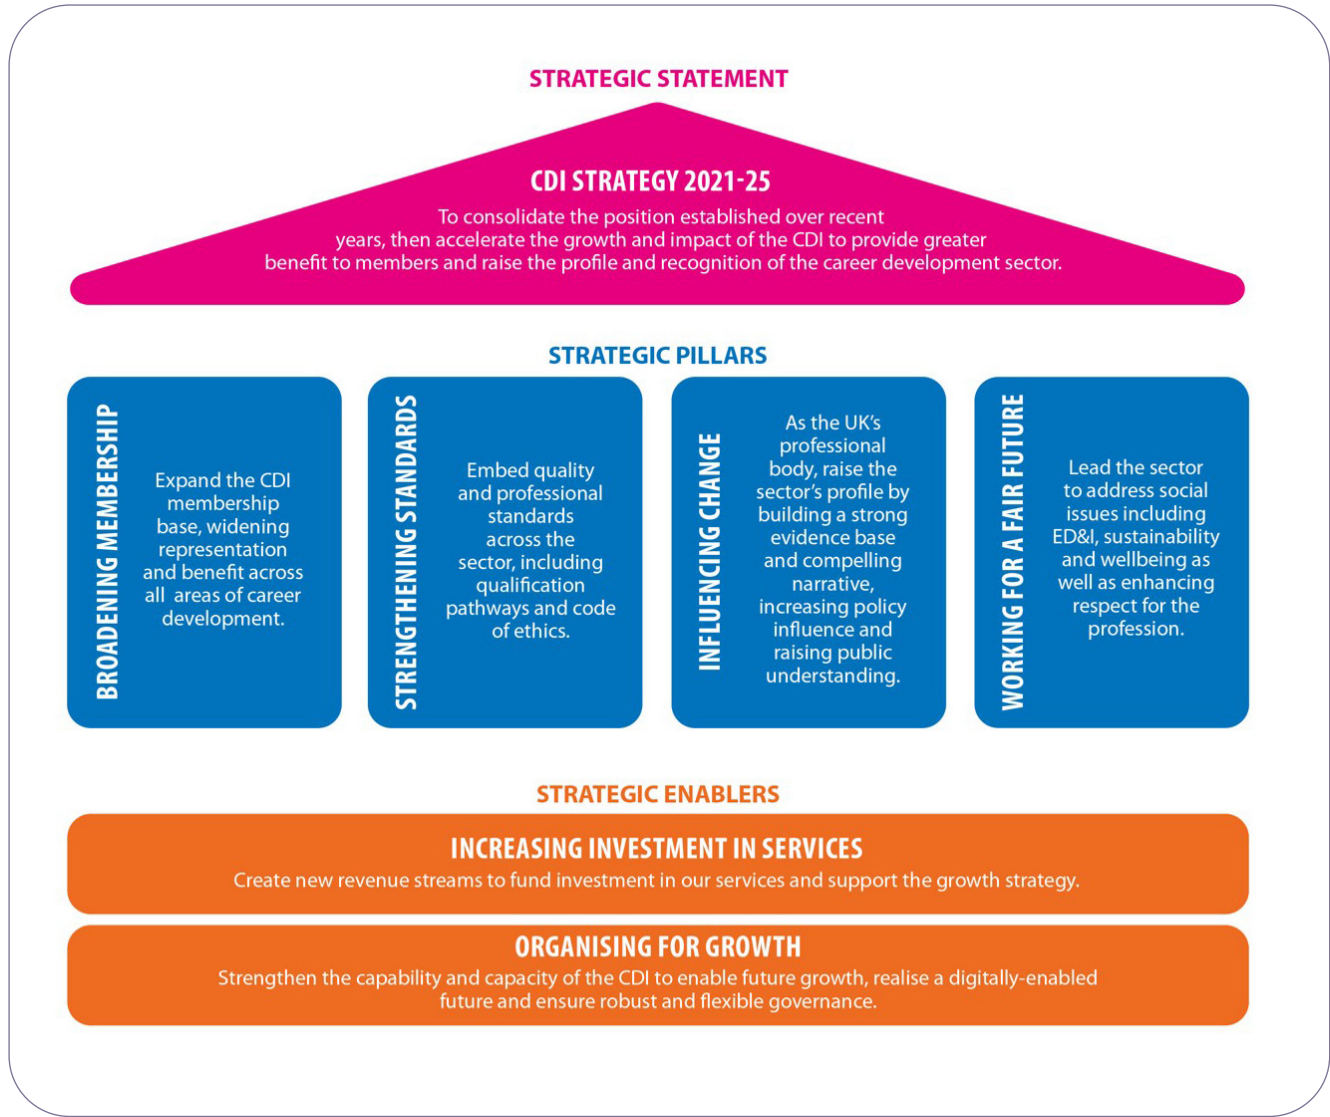 STRATEGIC STATEMENT
CDI STRATEGY 2021-25
To consolidate the position established over recent
years, then accelerate the growth and impact of the CDI to provide greater
benefit to members and raise the profile and recognition of the career development sector.
STRATEGIC PILLARS
BROADENING MEMBERSHIP
Expand the CDI
membership
base, widening
representation
and benefit across
all areas of career
development.
STRENGTHENING STANDARDS
Embed quality
and professional
standards
across the
sector, including
qualification
pathways and code
of ethics.
INFLUENCING CHANGE
As the UK’s
professional
body, raise the
sector’s profile by
building a strong
evidence base
and compelling
narrative,
increasing policy
influence and
raising public
understanding.
WORKING FOR A FAIR FUTURE
Lead the sector
to address social
issues including
ED&I, sustainability
and wellbeing as
well as enhancing
respect for the
profession.
STRATEGIC ENABLERS
INCREASING INVESTMENT IN SERVICES
Create new revenue streams to fund investment in our services and support the growth strategy.
ORGANISING FOR GROWTH
Strengthen the capability and capacity of the CDI to enable future growth, realise a digitally-enabled
future and ensure robust and flexible governance.